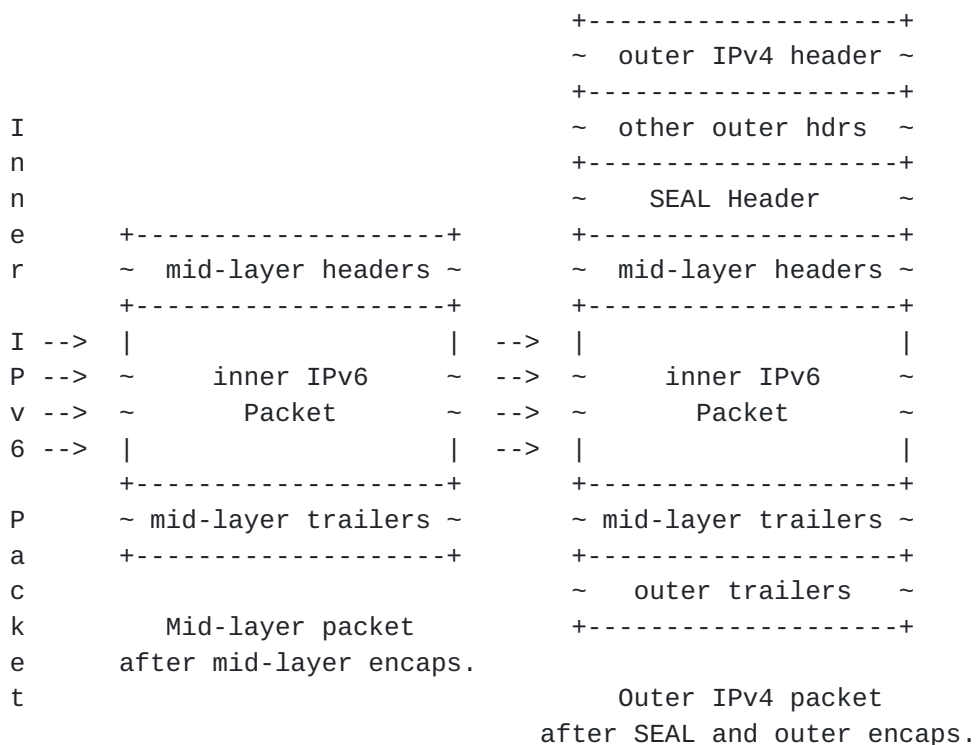 +--------------------+
                                    ~  outer IPv4 header ~
                                    +--------------------+
I                                   ~  other outer hdrs  ~
n                                   +--------------------+
n                                   ~    SEAL Header     ~
e      +--------------------+       +--------------------+
r      ~  mid-layer headers ~       ~  mid-layer headers ~
       +--------------------+       +--------------------+
I -->  |                    |  -->  |                    |
P -->  ~     inner IPv6     ~  -->  ~     inner IPv6     ~
v -->  ~       Packet       ~  -->  ~       Packet       ~
6 -->  |                    |  -->  |                    |
       +--------------------+       +--------------------+
P      ~ mid-layer trailers ~       ~ mid-layer trailers ~
a      +--------------------+       +--------------------+
c                                   ~   outer trailers   ~
k         Mid-layer packet          +--------------------+
e      after mid-layer encaps.
t                                      Outer IPv4 packet
                                  after SEAL and outer encaps.